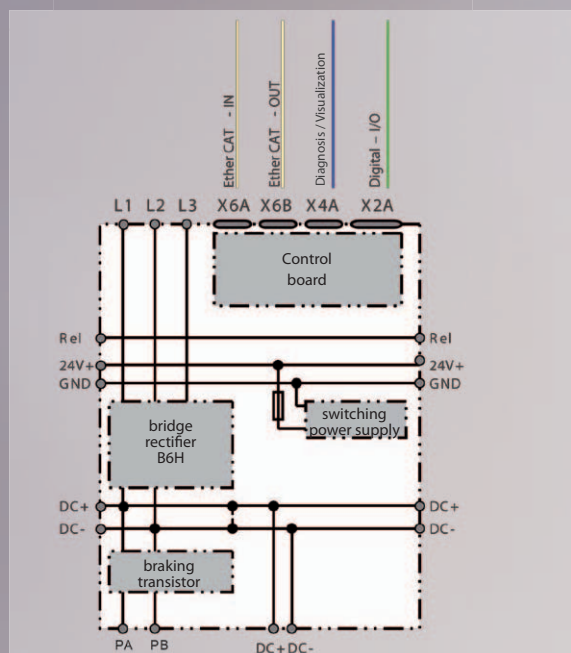 Ether CAT - IN
Ether CAT - OUT
Diagnosis / Visualization
Digital - I/O
L1 L2 L3 X6A X6B X4A X2A
Control
board
Rel Rel
24V+ 24V+
GND GND
bridge
rectifier
B6H
switching
power supply
DC+ DC+
DC- DC-
braking
transistor
PA PB DC+ DC-